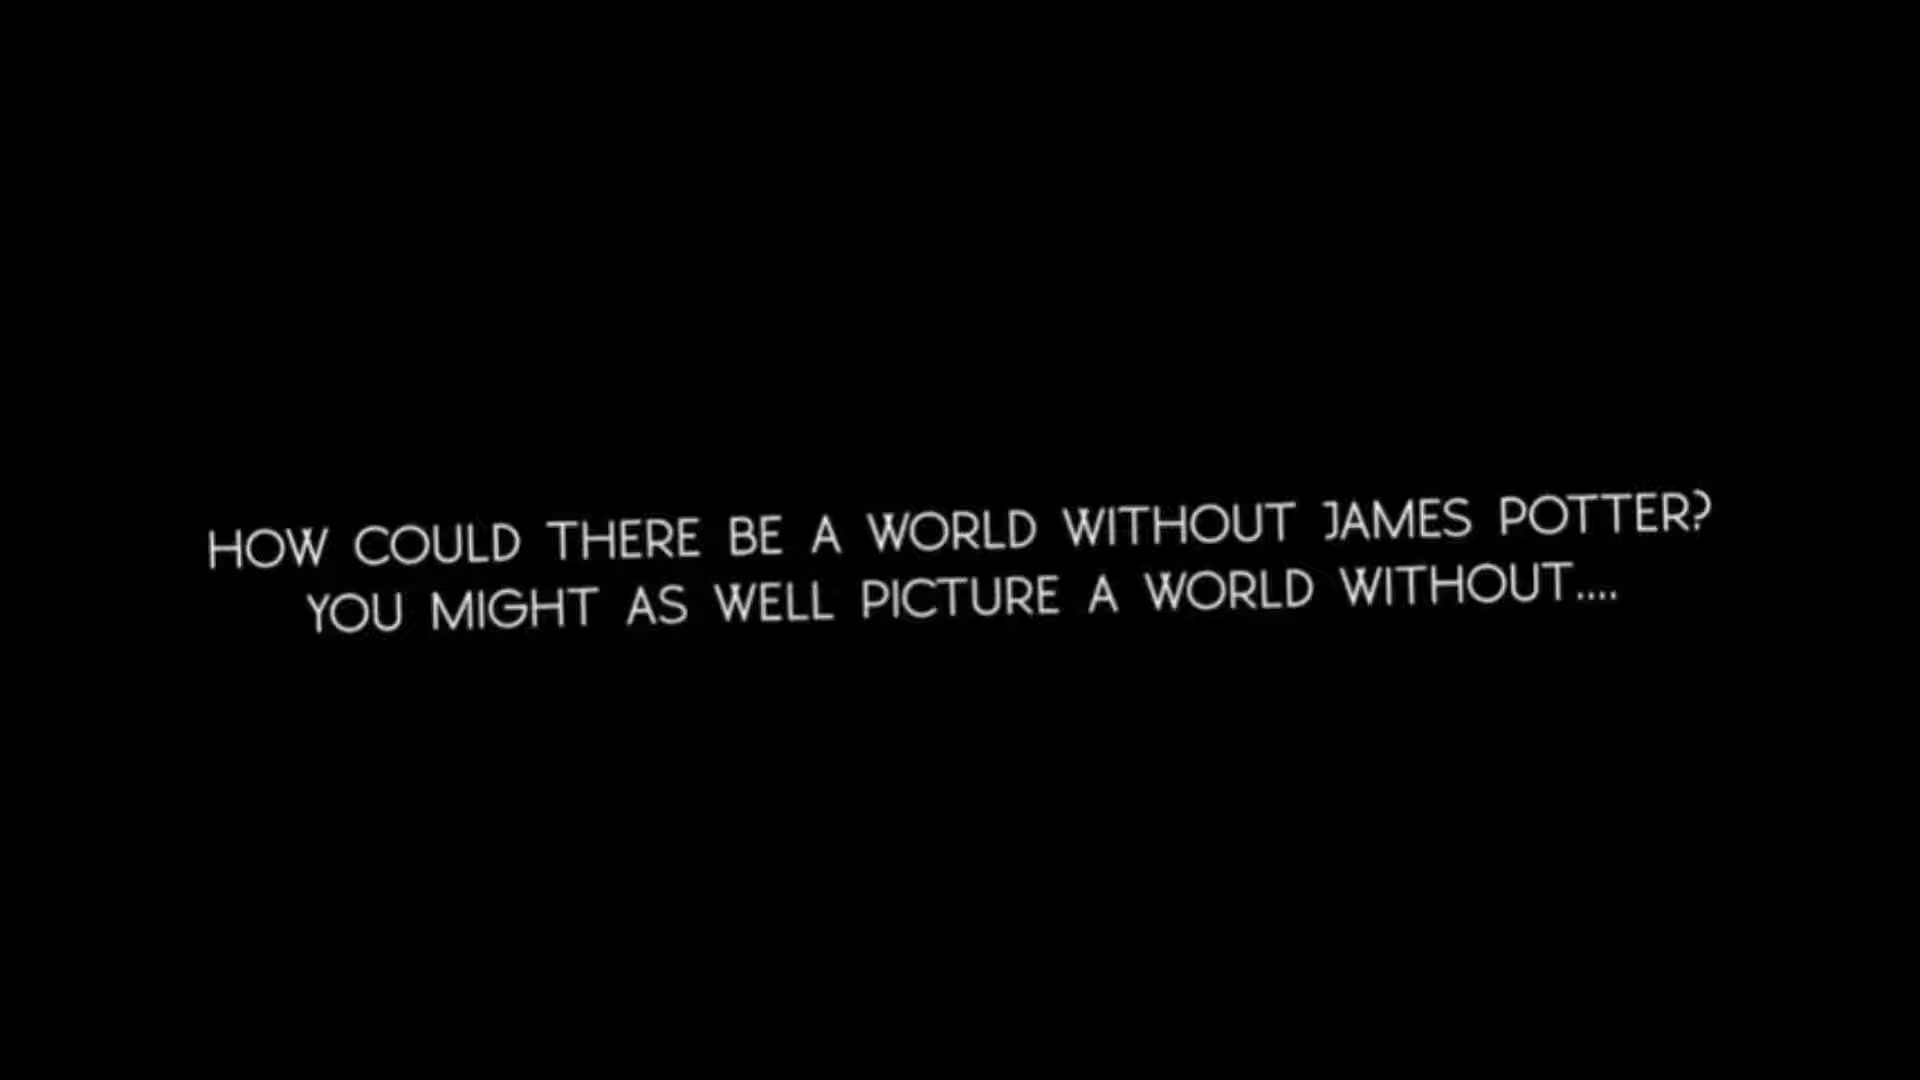 HOW COULD THERE BE A WORLD WITHOUT JAMES POTTER?
YOU MIGHT AS WELL PICTURE A WORLD WITHOUT....